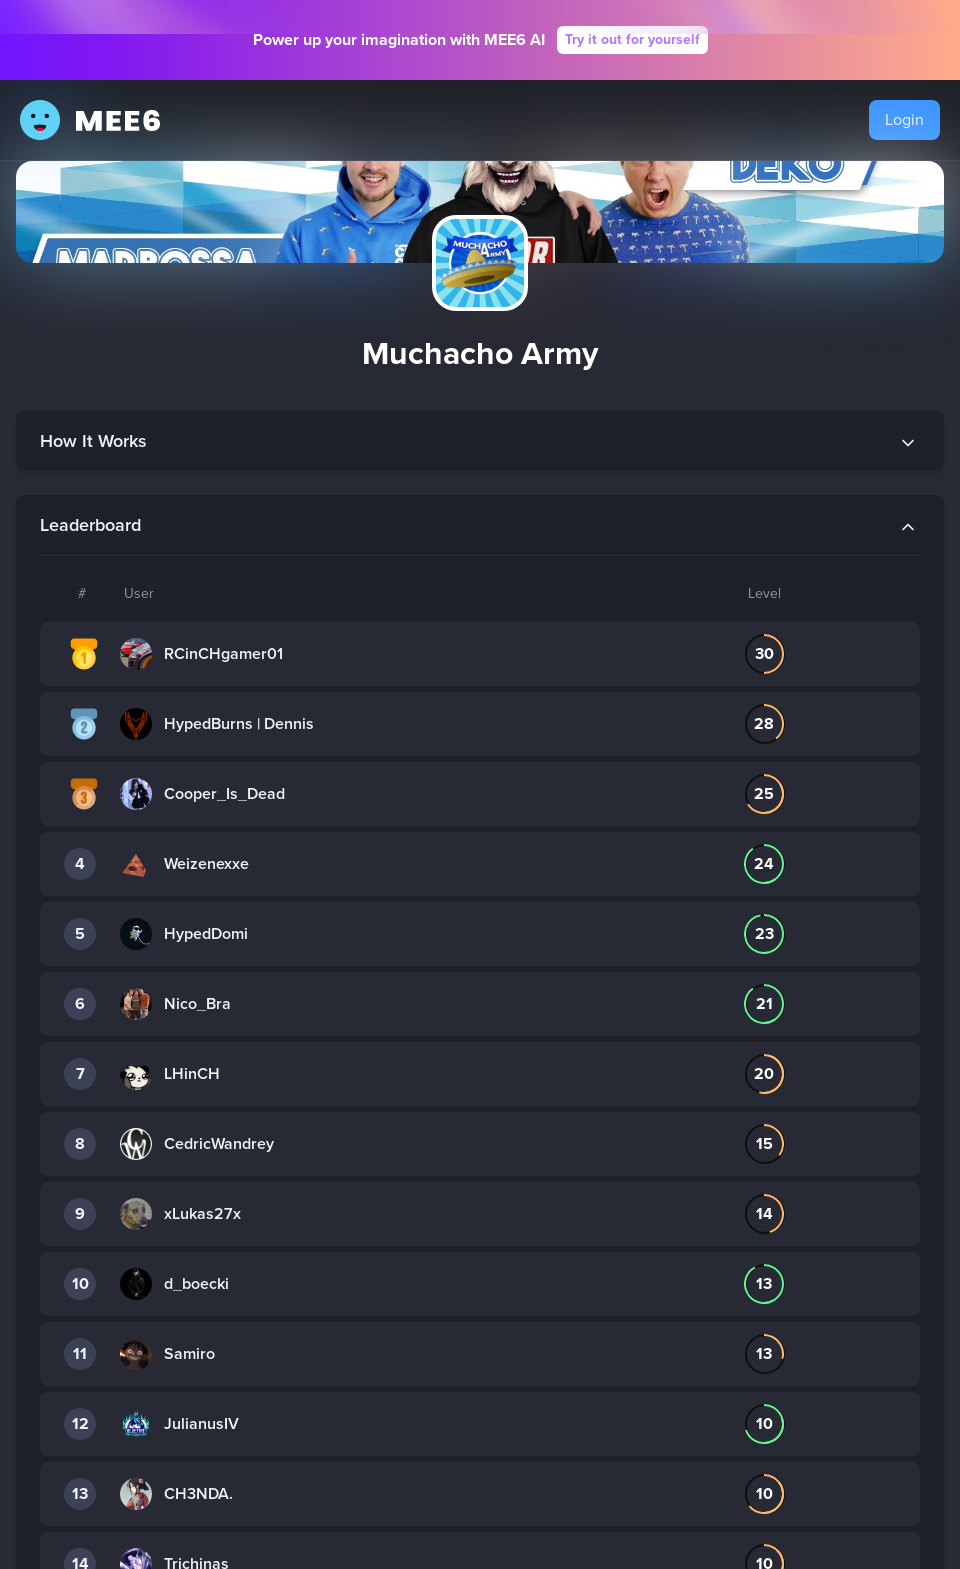 Power up your imagination with MEE6 AI Try it out for yourself
MEE6 Login
DERO
MADBOSSA
MUCHACHO
ARMY
Muchacho Army
How It Works
Leaderboard
# User Level
1 RCinCHgamer01 30
2 HypedBurns | Dennis 28
3 Cooper_Is_Dead 25
4 Weizenexxe 24
5 HypedDomi 23
6 Nico_Bra 21
7 LHinCH 20
8 CedricWandrey 15
9 xLukas27x 14
10 d_boecki 13
11 Samiro 13
12 JulianusIV 10
13 CH3NDA. 10
14 Trichinas 10